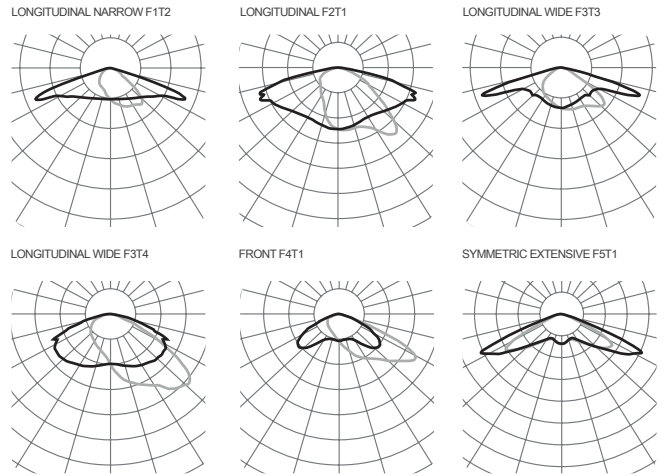 LONGITUDINAL NARROW F1T2
LONGITUDINAL F2T1
LONGITUDINAL WIDE F3T3
LONGITUDINAL WIDE F3T4
FRONT F4T1
SYMMETRIC EXTENSIVE F5T1